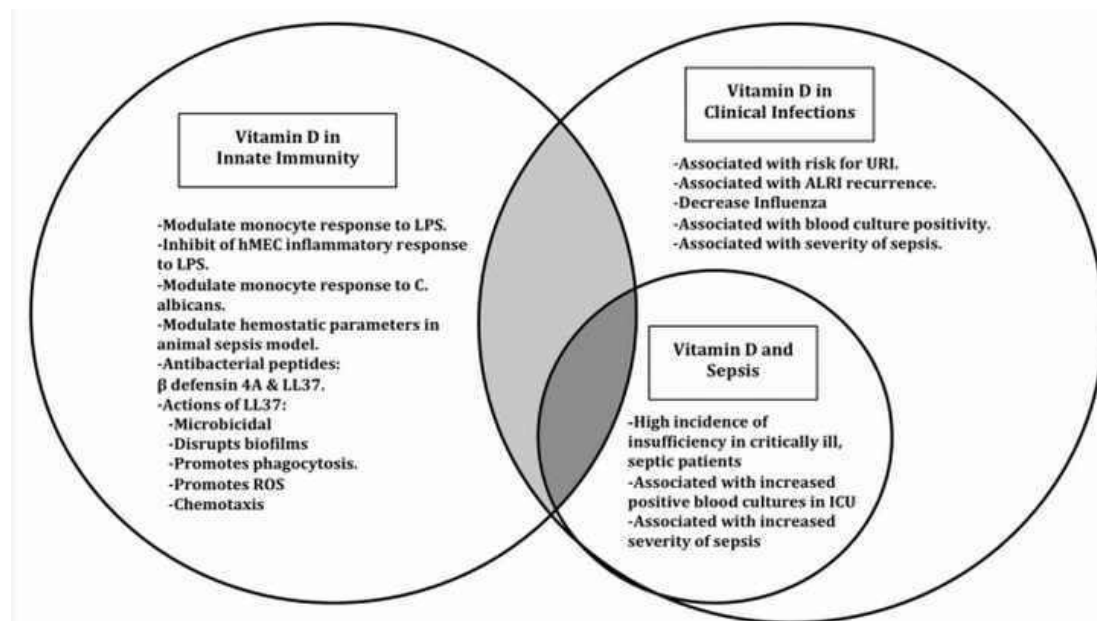 Vitamin D in
Innate Immunity
-Modulate monocyte response to LPS.
-Inhibit of hMEC inflammatory response
to LPS.
-Modulate monocyte response to C.
albicans.
-Modulate hemostatic parameters in
animal sepsis model.
-Antibacterial peptides:
β defensin 4A & LL37.
-Actions of LL37:
-Microbicidal
-Disrupts biofilms
-Promotes phagocytosis.
-Promotes ROS
-Chemotaxis
Vitamin D in
Clinical Infections
-Associated with risk for URI.
-Associated with ALRI recurrence.
-Decrease Influenza
-Associated with blood culture positivity.
-Associated with severity of sepsis.
Vitamin D and
Sepsis
-High incidence of
insufficiency in critically ill,
septic patients
-Associated with increased
positive blood cultures in ICU
-Associated with increased
severity of sepsis